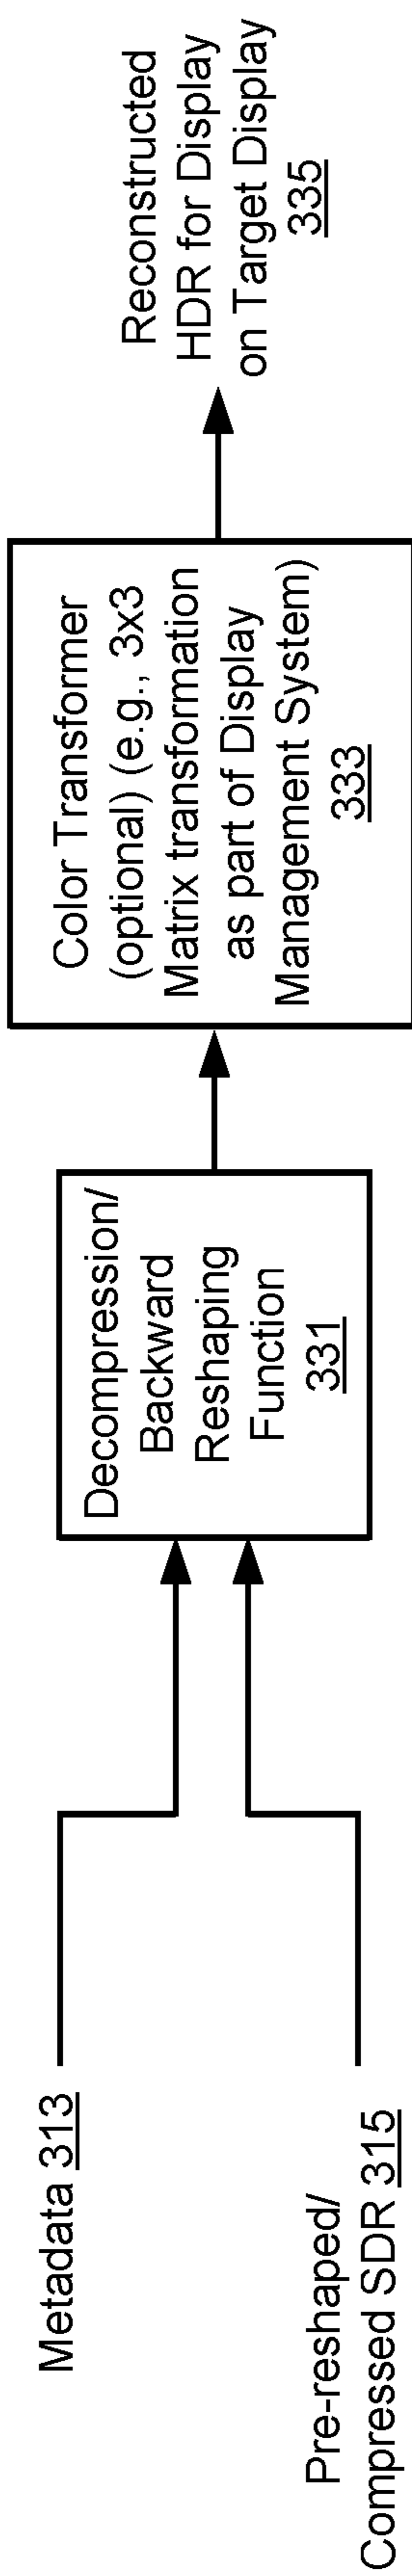 Metadata 313
Pre-reshaped/
Compressed SDR 315
Decompression/
Backward
Reshaping
Function
331
Color Transformer
(optional) (e.g., 3x3
Matrix transformation
as part of Display
Management System)
333
Reconstructed
HDR for Display
on Target Display
335